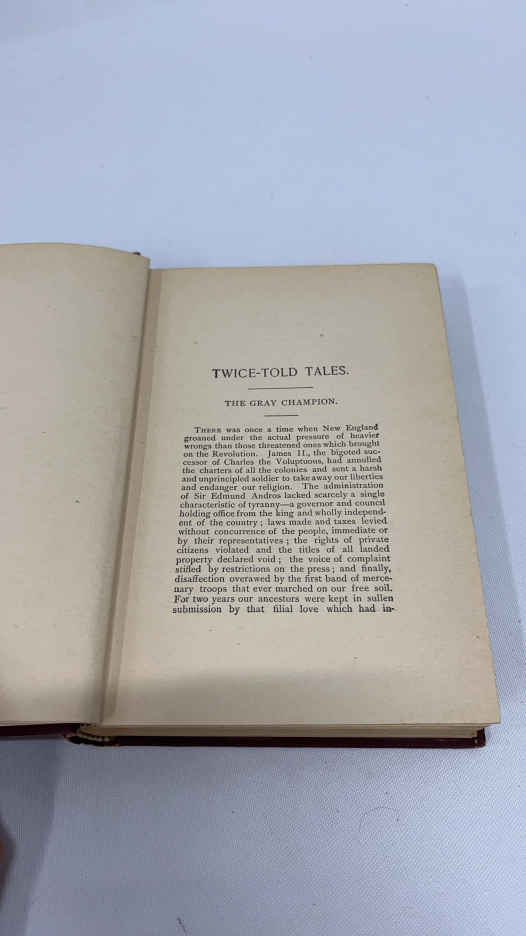 TWICE-TOLD TALES.
THE GRAY CHAMPION.
THERE was once a time when New England
groaned under the actual pressure of heavier
wrongs than those threatened ones which brought
on the Revolution. James II., the bigoted suc-
cessor of Charles the Voluptuous, had annulled
the charters of all the colonies and sent a harsh
and unprincipled soldier to take away our liberties
and endanger our religion. The administration
of Sir Edmund Andros lacked scarcely a single
characteristic of tyranny—a governor and council
holding office from the king and wholly independ-
ent of the country; laws made and taxes levied
without concurrence of the people, immediate or
by their representatives; the rights of private
citizens violated and the titles of all landed
property declared void; the voice of complaint
stifled by restrictions on the press; and finally,
disaffection overawed by the first band of merce-
nary troops that ever marched on our free soil.
For two years our ancestors were kept in sullen
submission by that filial love which had in-